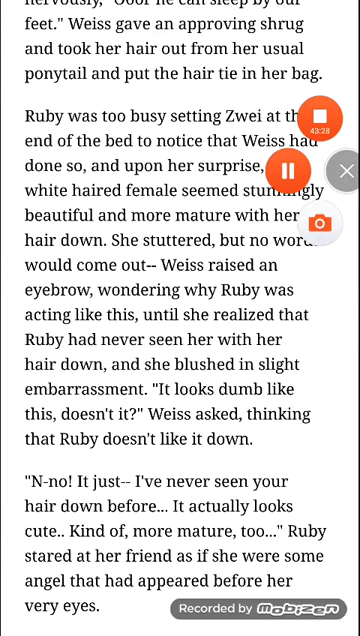 nervously, "Ooor he can sleep by our
feet." Weiss gave an approving shrug
and took her hair out from her usual
ponytail and put the hair tie in her bag.
Ruby was too busy setting Zwei at the
43:28
end of the bed to notice that Weiss had
done so, and upon her surprise,
white haired female seemed stunningly
beautiful and more mature with her
hair down. She stuttered, but no words
would come out-- Weiss raised an
eyebrow, wondering why Ruby was
acting like this, until she realized that
Ruby had never seen her with her
hair down, and she blushed in slight
embarrassment. "It looks dumb like
this, doesn't it?" Weiss asked, thinking
that Ruby doesn't like it down.
"N-no! It just-- I've never seen your
hair down before... It actually looks
cute.. Kind of, more mature, too..." Ruby
stared at her friend as if she were some
angel that had appeared before her
very eyes.
Recorded by mobizen